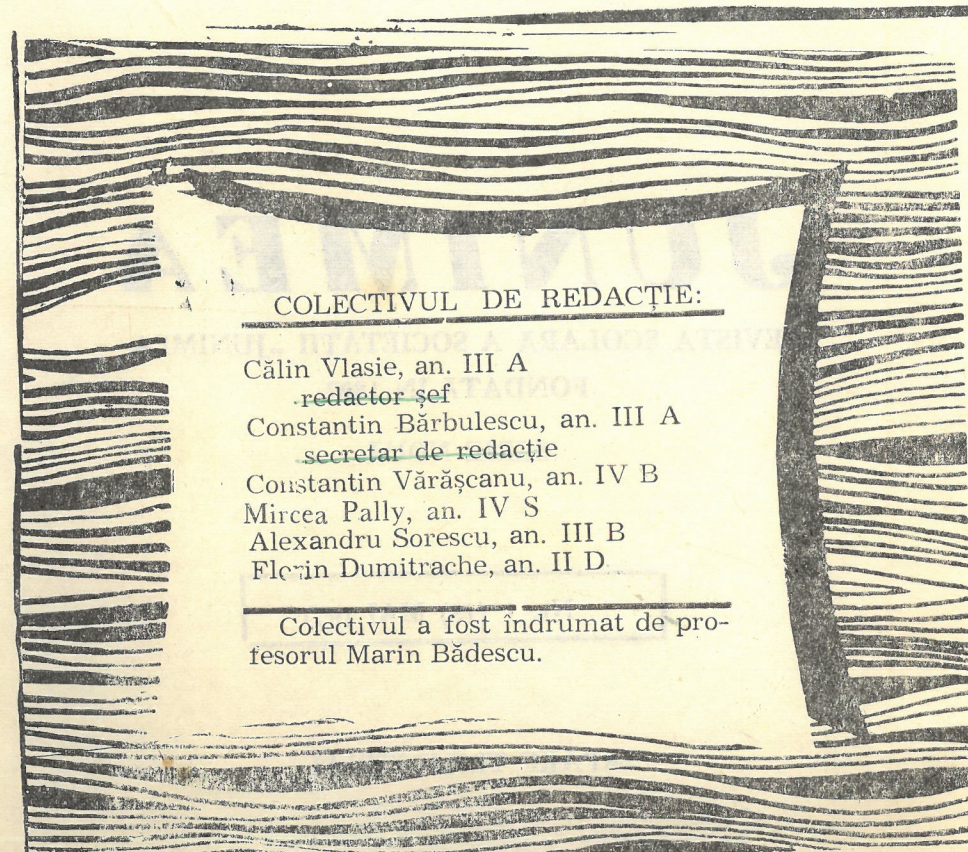 COLECTIVUL DE REDACȚIE:
Călin Vlasie, an. III A
redactor șef
Constantin Bărbulescu, an. III A
secretar de redacție
Constantin Vărășcanu, an. IV B
Mircea Pally, an. IV S
Alexandru Sorescu, an. III B
Florin Dumitrache, an. II D
Colectivul a fost îndrumat de pro-
fesorul Marin Bădescu.